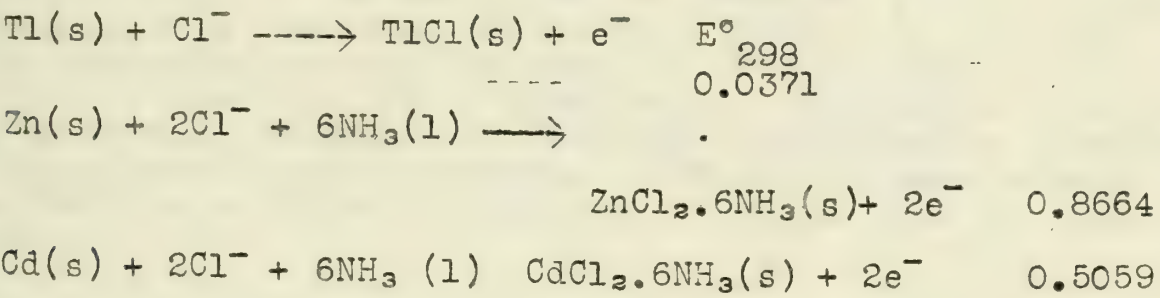 Tl(s) + Cl⁻ ----> TlCl(s) + e⁻ E°298
---- 0.0371
Zn(s) + 2Cl⁻ + 6NH₃(l) ⟶ .
ZnCl₂.6NH₃(s)+ 2e⁻ 0.8664
Cd(s) + 2Cl⁻ + 6NH₃ (l) CdCl₂.6NH₃(s) + 2e⁻ 0.5059